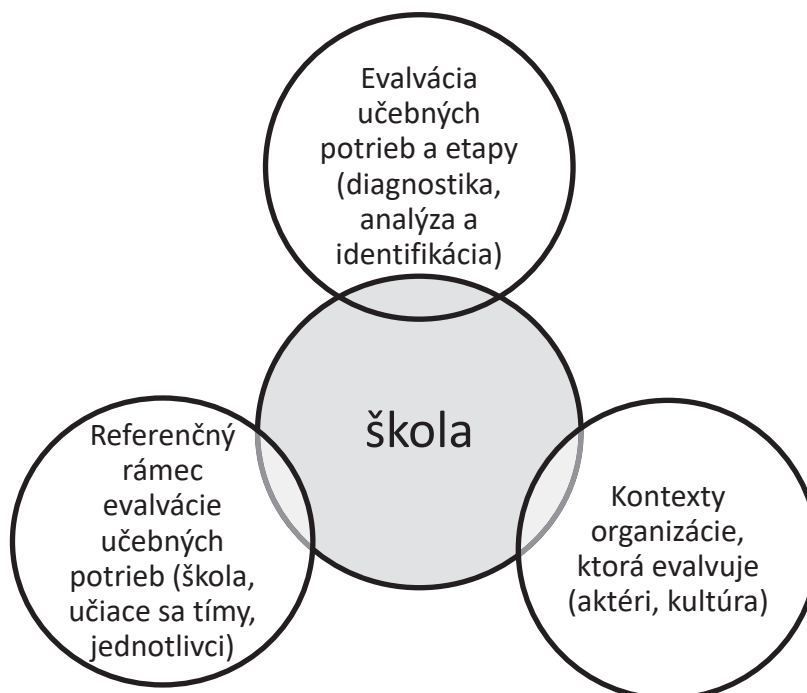 Evalvácia
učebných
potrieb a etapy
(diagnostika,
analýza a
identifikácia)
škola
Referenčný
rámec
evalvácie
učebných
potrieb (škola,
učiace sa tímy,
jednotlivci)
Kontexty
organizácie,
ktorá evalvuje
(aktéri, kultúra)